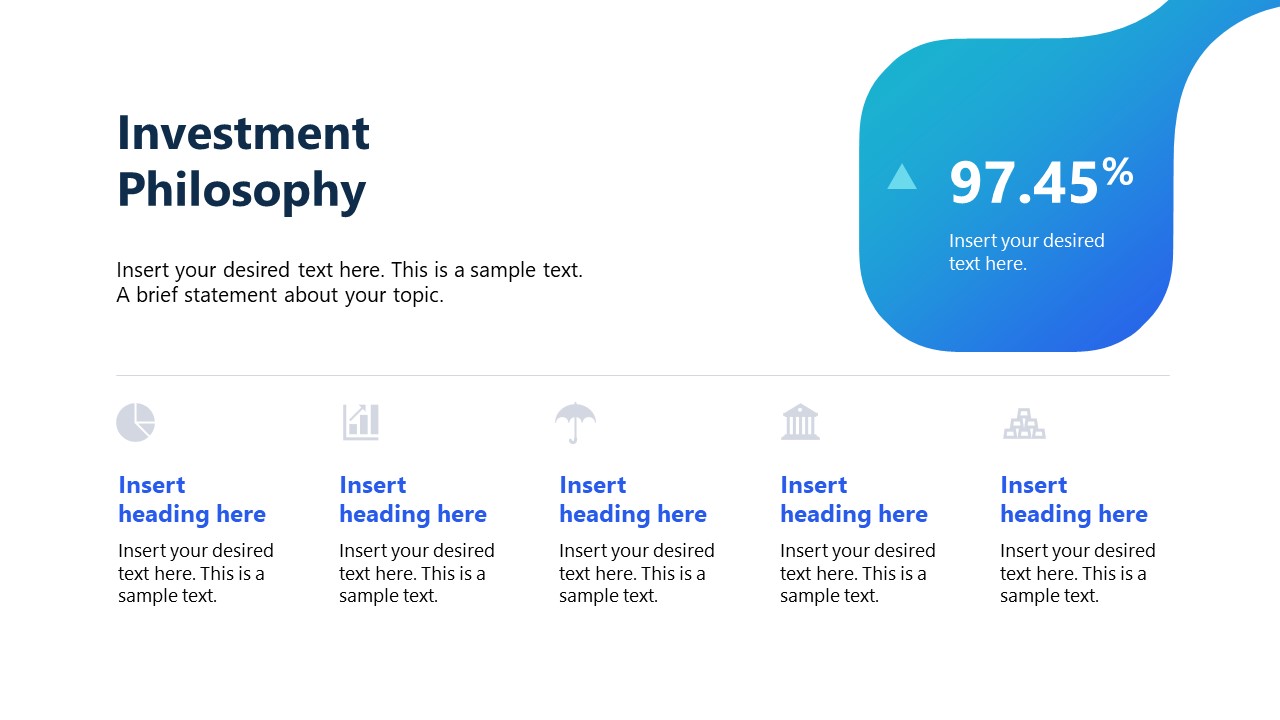 Investment
Philosophy
Insert your desired text here. This is a sample text.
A brief statement about your topic.
97.45%
Insert your desired
text here.
Insert
heading here
Insert your desired
text here. This is a
sample text.
Insert
heading here
Insert your desired
text here. This is a
sample text.
Insert
heading here
Insert your desired
text here. This is a
sample text.
Insert
heading here
Insert your desired
text here. This is a
sample text.
Insert
heading here
Insert your desired
text here. This is a
sample text.